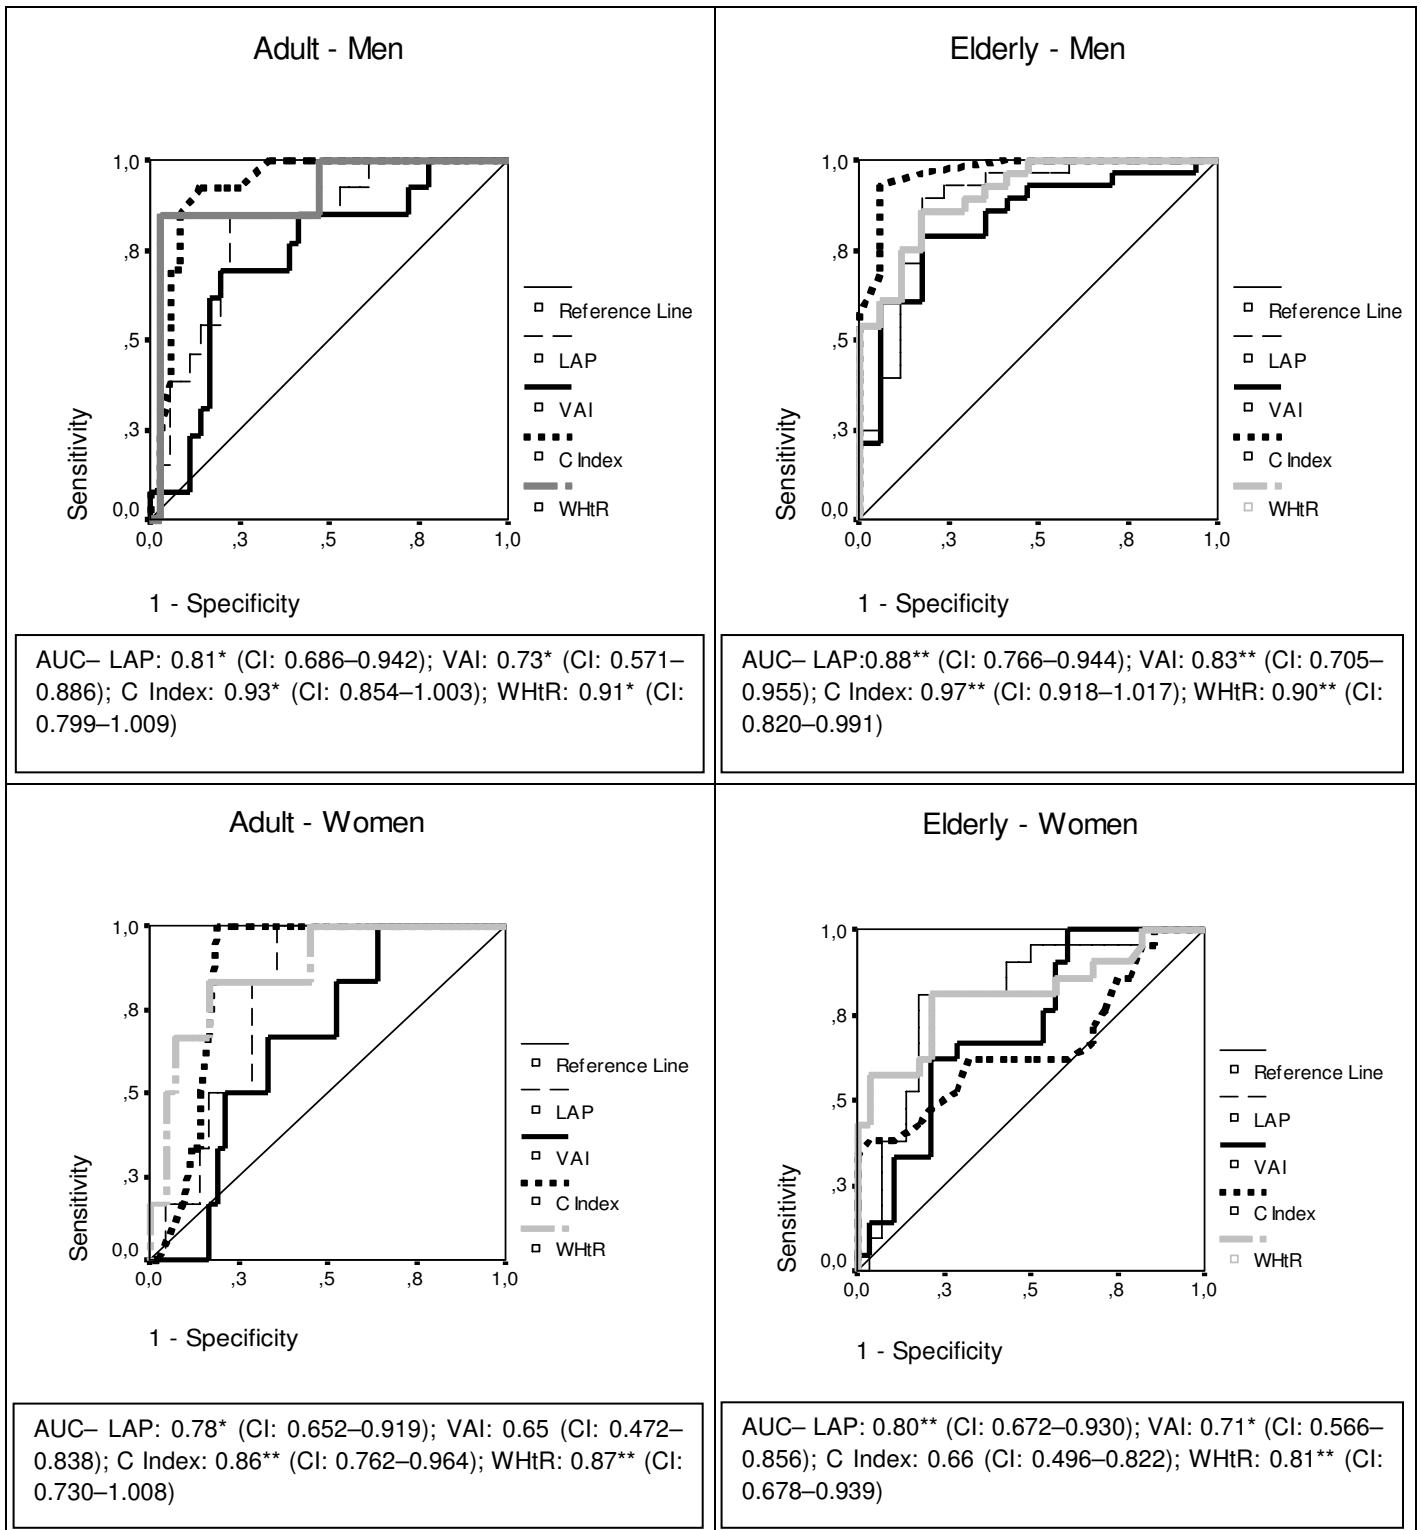 Adult - Men
1,0
,8
,5
,3
0,0
Sensitivity
0,0 ,3 ,5 ,8 1,0
1 - Specificity
Reference Line
LAP
VAI
C Index
WHtR
AUC– LAP: 0.81* (CI: 0.686–0.942); VAI: 0.73* (CI: 0.571–
0.886); C Index: 0.93* (CI: 0.854–1.003); WHtR: 0.91* (CI:
0.799–1.009)
Elderly - Men
1,0
,8
,5
,3
0,0
Sensitivity
0,0 ,3 ,5 ,8 1,0
1 - Specificity
Reference Line
LAP
VAI
C Index
WHtR
AUC– LAP:0.88** (CI: 0.766–0.944); VAI: 0.83** (CI: 0.705–
0.955); C Index: 0.97** (CI: 0.918–1.017); WHtR: 0.90** (CI:
0.820–0.991)
Adult - Women
1,0
,8
,5
,3
0,0
Sensitivity
0,0 ,3 ,5 ,8 1,0
1 - Specificity
Reference Line
LAP
VAI
C Index
WHtR
AUC– LAP: 0.78* (CI: 0.652–0.919); VAI: 0.65 (CI: 0.472–
0.838); C Index: 0.86** (CI: 0.762–0.964); WHtR: 0.87** (CI:
0.730–1.008)
Elderly - Women
1,0
,8
,5
,3
0,0
Sensitivity
0,0 ,3 ,5 ,8 1,0
1 - Specificity
Reference Line
LAP
VAI
C Index
WHtR
AUC– LAP: 0.80** (CI: 0.672–0.930); VAI: 0.71* (CI: 0.566–
0.856); C Index: 0.66 (CI: 0.496–0.822); WHtR: 0.81** (CI:
0.678–0.939)